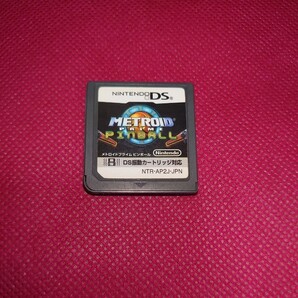 NINTENDO DS
METROID
PRIME
PINBALL
メトロイドプライム ピンボール
Nintendo
DS振動カートリッジ対応
NTR-AP2J-JPN